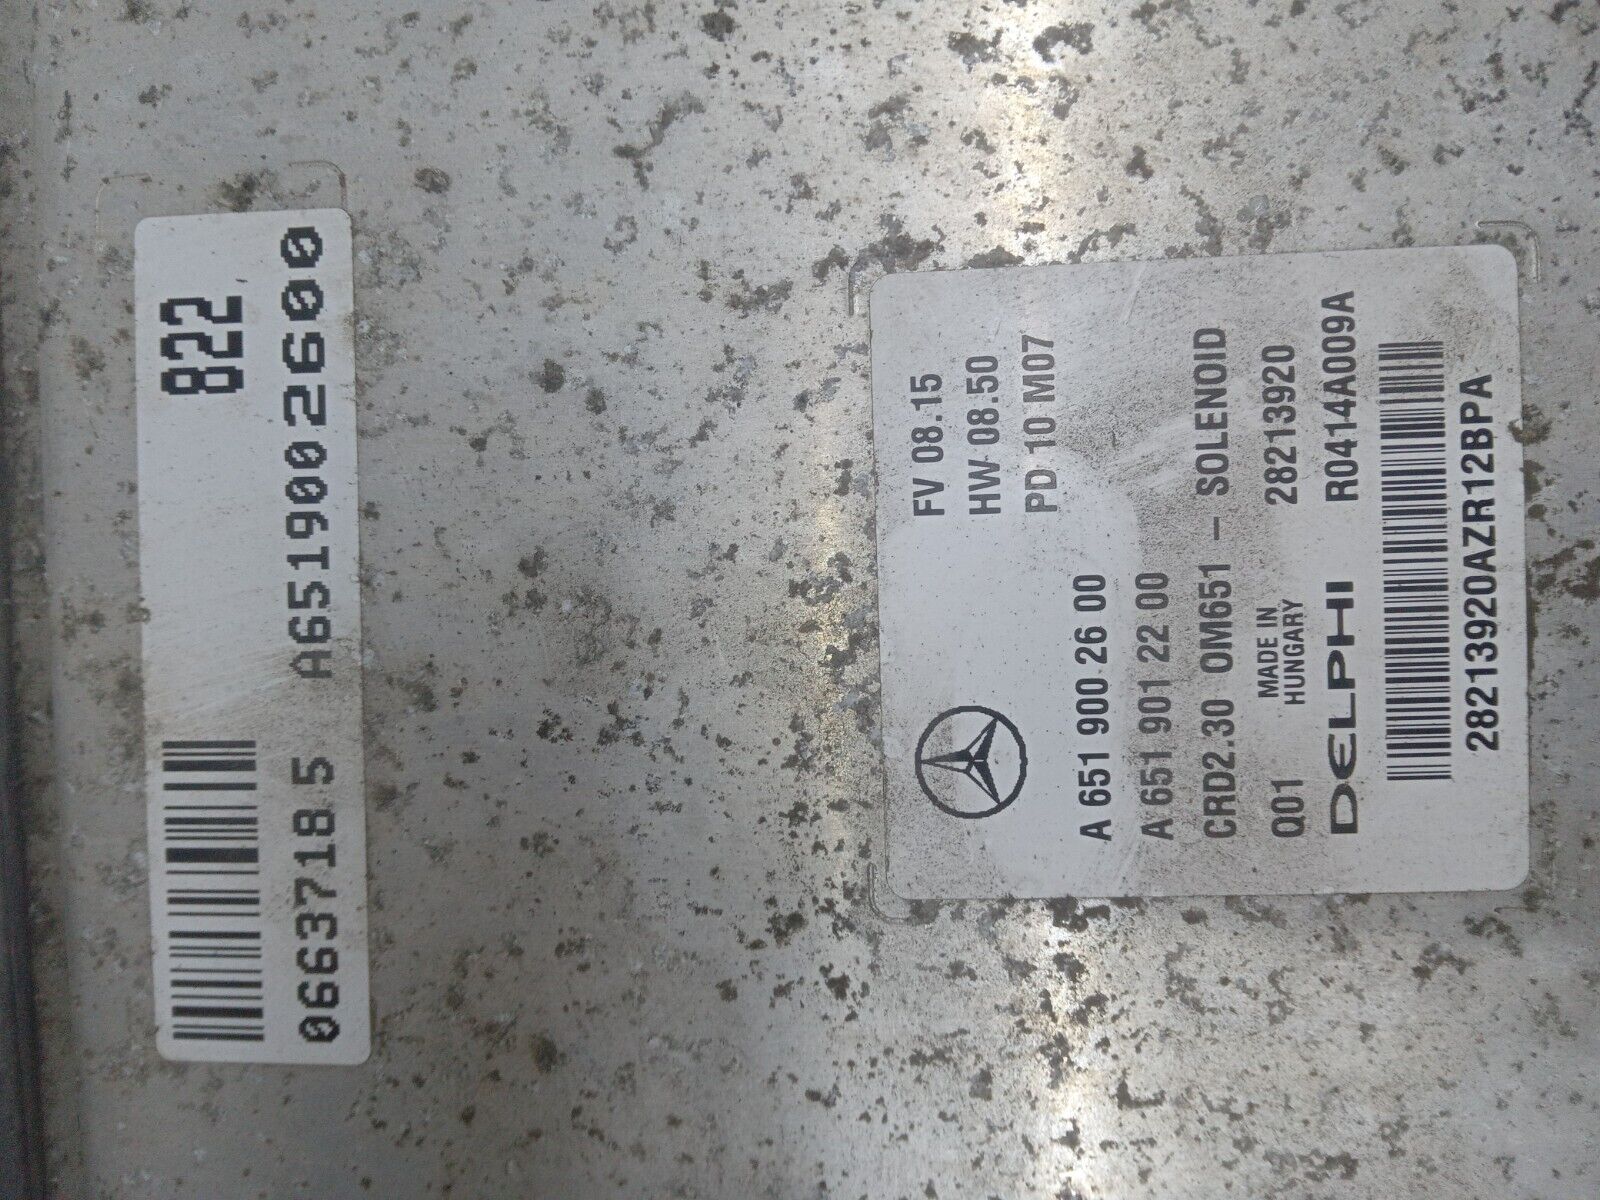 822
0663718 5 A6519002600
FV 08.15
HW 08.50
A 651 900 26 00 PD 10 M07
A 651 901 22 00
CRD2.30 OM651 – SOLENOID
Q01 MADE IN HUNGARY 28213920
DELPHI R0414A009A
28213920AZR12BPA